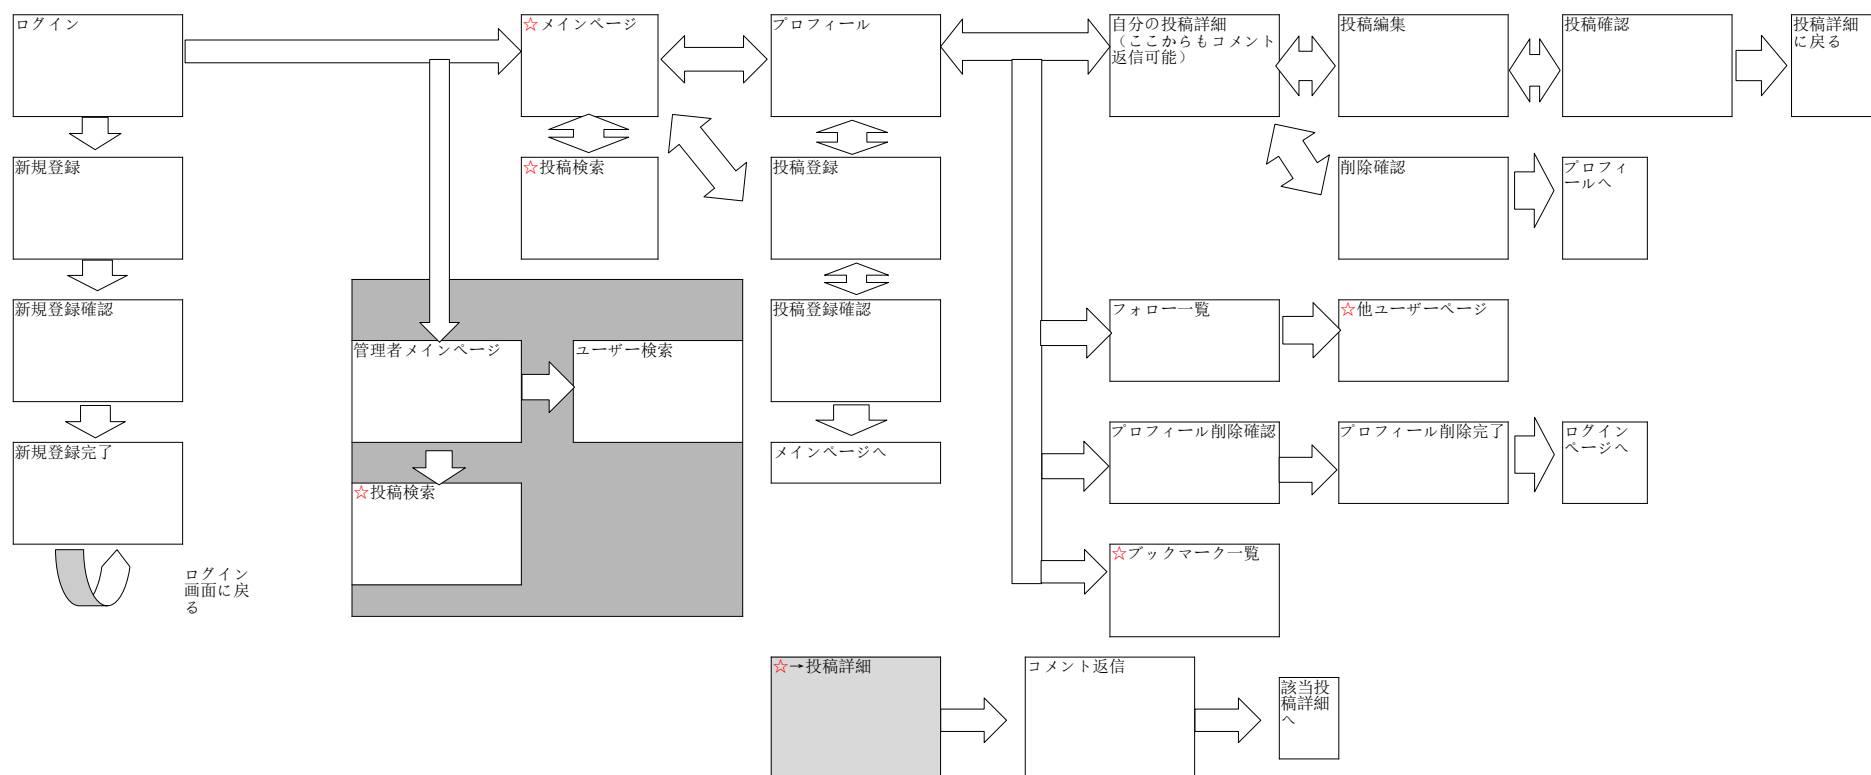 ログイン
☆メインページ
プロフィール
自分の投稿詳細
（ここからもコメント
返信可能）
投稿編集
投稿確認
投稿詳細
に戻る
新規登録
☆投稿検索
投稿登録
削除確認
プロフィ
ールへ
新規登録確認
投稿登録確認
フォロー一覧
☆他ユーザーページ
管理者メインページ
ユーザー検索
新規登録完了
メインページへ
プロフィール削除確認
プロフィール削除完了
ログイン
ページへ
☆投稿検索
☆ブックマーク一覧
ログイン
画面に戻
る
☆→投稿詳細
コメント返信
該当投
稿詳細
へ